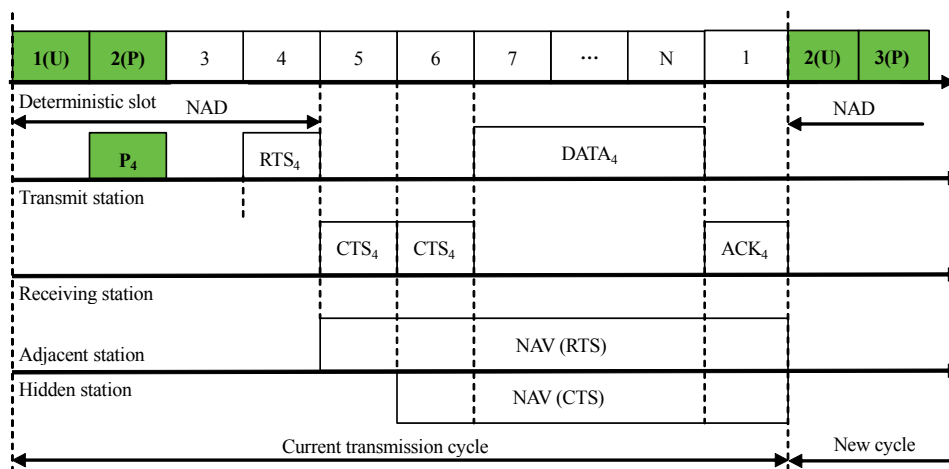 1(U) 2(P) 3 4 5 6 7 ... N 1 2(U) 3(P)
Deterministic slot
NAD NAD
P₄ RTS₄ DATA₄
Transmit station
CTS₄ CTS₄ ACK₄
Receiving station
NAV (RTS)
Adjacent station
Hidden station
NAV (CTS)
Current transmission cycle New cycle